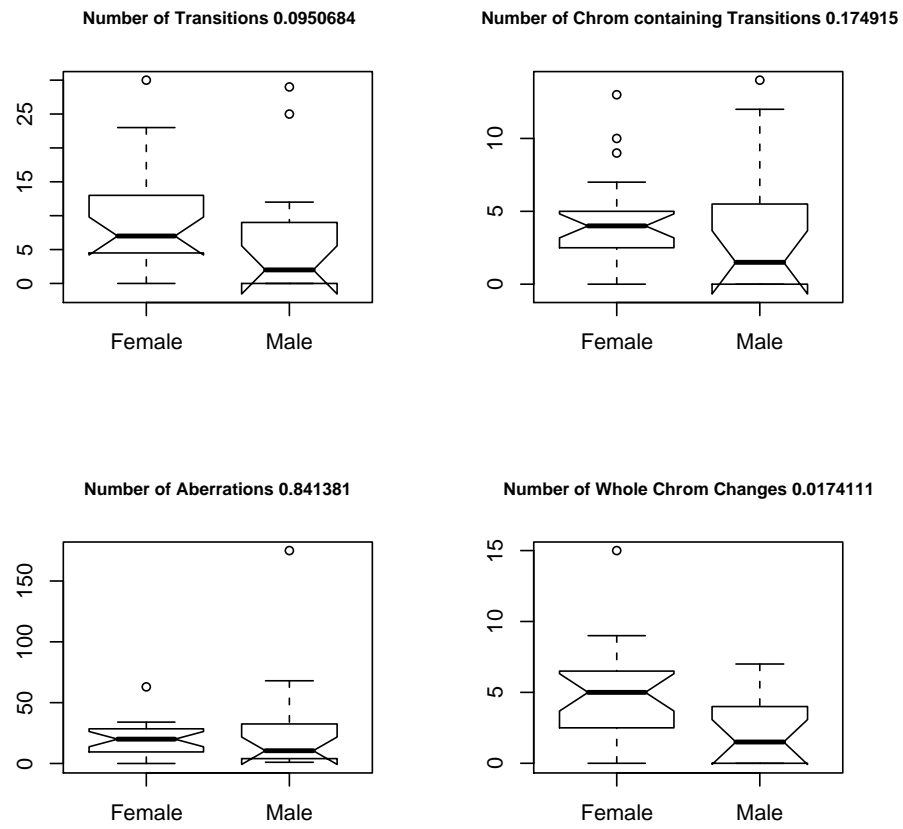 Number of Transitions 0.0950684
25
15
5
0
Female Male
Number of Chrom containing Transitions 0.174915
10
5
0
Female Male
Number of Aberrations 0.841381
150
100
50
0
Female Male
Number of Whole Chrom Changes 0.0174111
15
10
5
0
Female Male